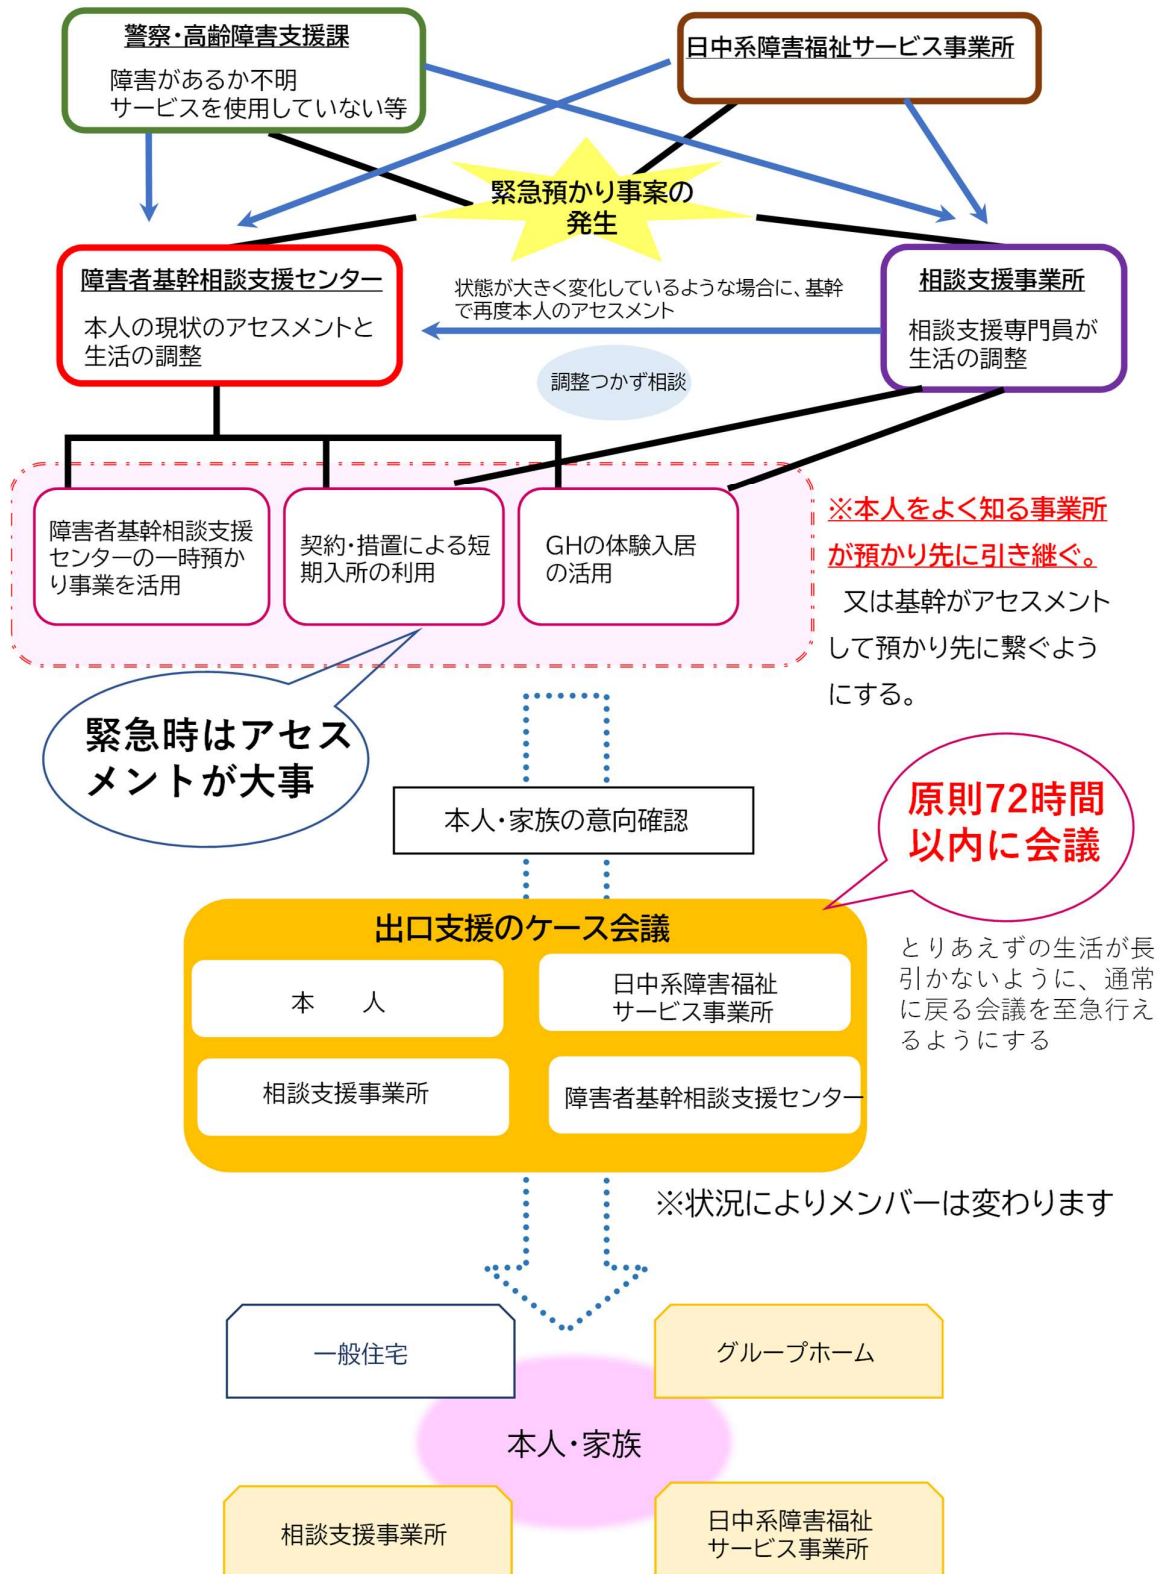 警察・高齢障害支援課
障害があるか不明
サービスを使用していない等
日中系障害福祉サービス事業所
緊急預かり事案の
発生
障害者基幹相談支援センター
本人の現状のアセスメントと
生活の調整
状態が大きく変化しているような場合に、基幹
で再度本人のアセスメント
相談支援事業所
相談支援専門員が
生活の調整
調整つかず相談
障害者基幹相談支援
センターの一時預か
り事業を活用
契約・措置による短
期入所の利用
GHの体験入居
の活用
※本人をよく知る事業所
が預かり先に引き継ぐ。
又は基幹がアセスメント
して預かり先に繋ぐよう
にする。
緊急時はアセス
メントが大事
本人・家族の意向確認
原則72時間
以内に会議
出口支援のケース会議
本　人
日中系障害福祉
サービス事業所
相談支援事業所
障害者基幹相談支援センター
とりあえずの生活が長
引かないように、通常
に戻る会議を至急行え
るようにする
※状況によりメンバーは変わります
一般住宅
グループホーム
本人・家族
相談支援事業所
日中系障害福祉
サービス事業所